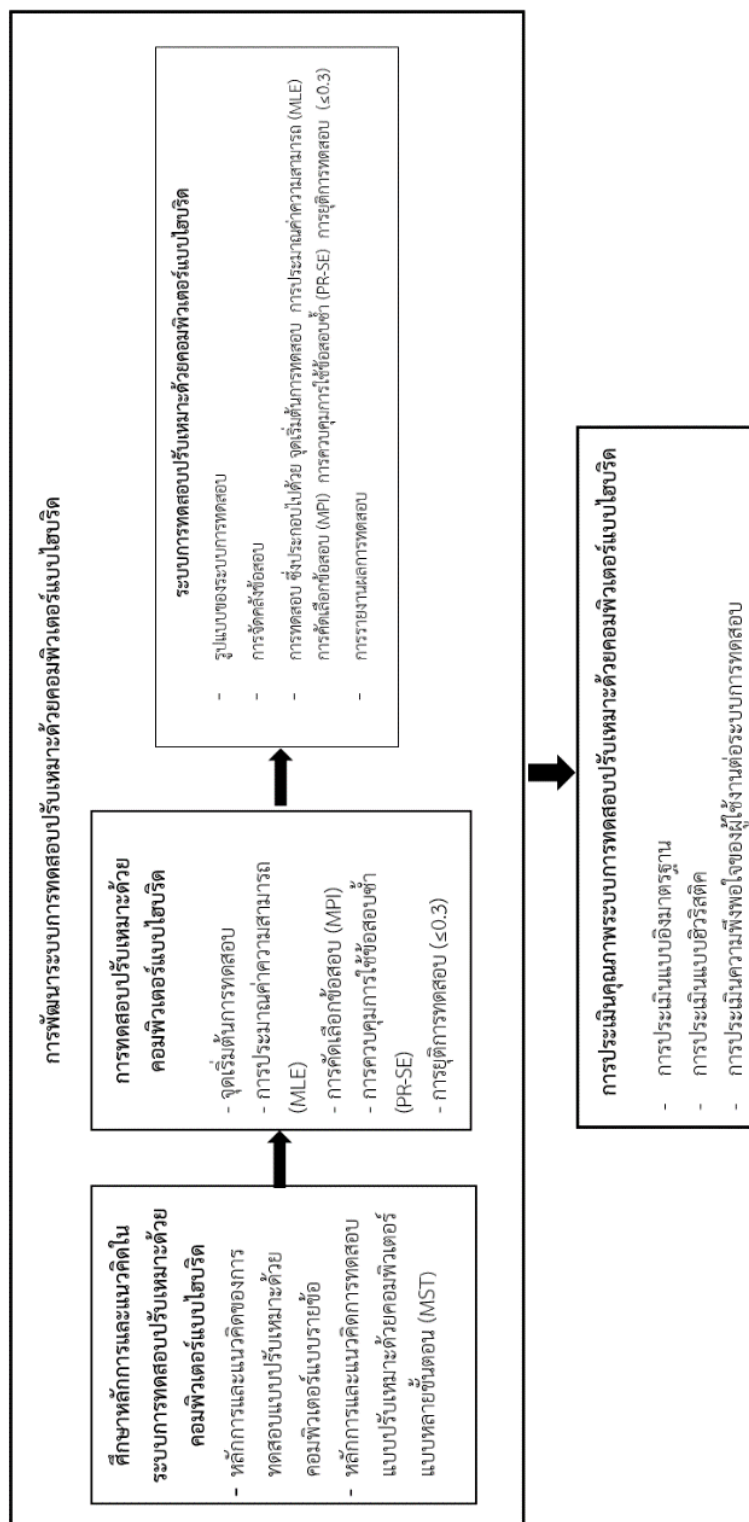 การพัฒนาระบบการทดสอบปรับเหมาะด้วยคอมพิวเตอร์แบบไฮบริด
ศึกษาหลักการและแนวคิดใน
ระบบการทดสอบปรับเหมาะด้วย
คอมพิวเตอร์แบบไฮบริด
- หลักการและแนวคิดของการ
ทดสอบแบบปรับเหมาะด้วย
คอมพิวเตอร์แบบรายข้อ
- หลักการและแนวคิดการทดสอบ
แบบปรับเหมาะด้วยคอมพิวเตอร์
แบบหลายขั้นตอน (MST)
การทดสอบปรับเหมาะด้วย
คอมพิวเตอร์แบบไฮบริด
- จุดเริ่มต้นการทดสอบ
- การประมาณค่าความสามารถ
(MLE)
- การคัดเลือกข้อสอบ (MPI)
- การควบคุมการใช้ข้อสอบซ้ำ
(PR-SE)
- การยุติการทดสอบ (≤0.3)
ระบบการทดสอบปรับเหมาะด้วยคอมพิวเตอร์แบบไฮบริด
- รูปแบบของระบบการทดสอบ
- การจัดคลังข้อสอบ
- การทดสอบ ซึ่งประกอบไปด้วย จุดเริ่มต้นการทดสอบ การประมาณค่าความสามารถ (MLE)
การคัดเลือกข้อสอบ (MPI) การควบคุมการใช้ข้อสอบซ้ำ (PR-SE) การยุติการทดสอบ (≤0.3)
- การรายงานผลการทดสอบ
การประเมินคุณภาพระบบการทดสอบปรับเหมาะด้วยคอมพิวเตอร์แบบไฮบริด
- การประเมินแบบอิงมาตรฐาน
- การประเมินแบบฮิวริสติค
- การประเมินความพึงพอใจของผู้ใช้งานต่อระบบการทดสอบ